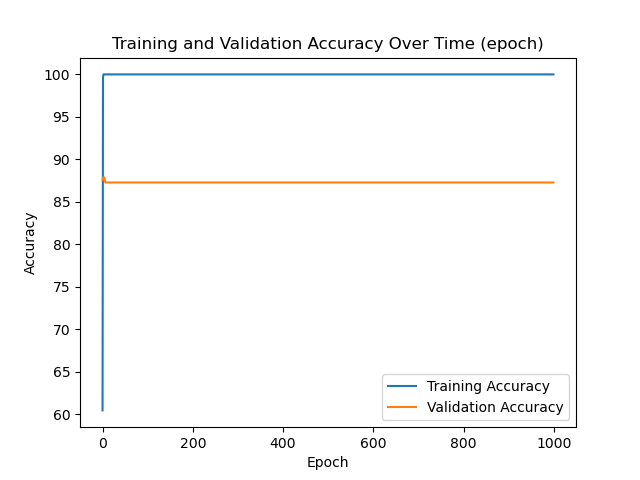 Training and Validation Accuracy Over Time (epoch)
100
95
90
85
80
75
70
65
60
Accuracy
Training Accuracy
Validation Accuracy
0 200 400 600 800 1000
Epoch